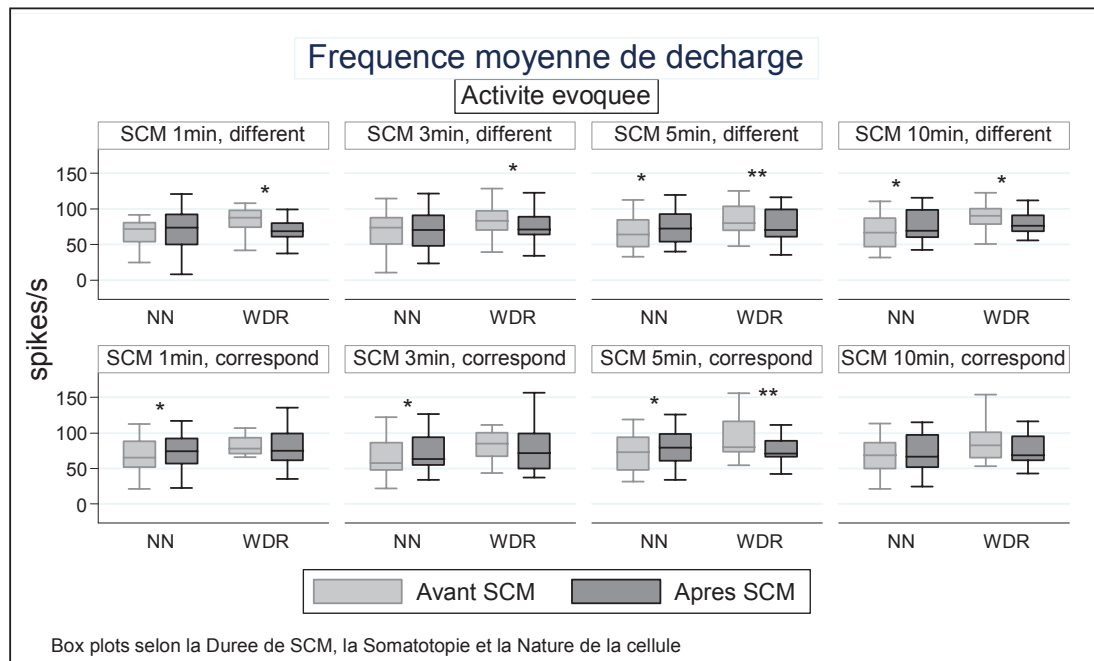 Frequence moyenne de decharge
Activite evoquee
SCM 1min, different
SCM 3min, different
SCM 5min, different
SCM 10min, different
150
100
50
0
*
*
*
**
*
*
NN WDR
NN WDR
NN WDR
NN WDR
spikes/s
SCM 1min, correspond
SCM 3min, correspond
SCM 5min, correspond
SCM 10min, correspond
150
100
50
0
*
*
*
**
NN WDR
NN WDR
NN WDR
NN WDR
Avant SCM
Apres SCM
Box plots selon la Duree de SCM, la Somatotopie et la Nature de la cellule